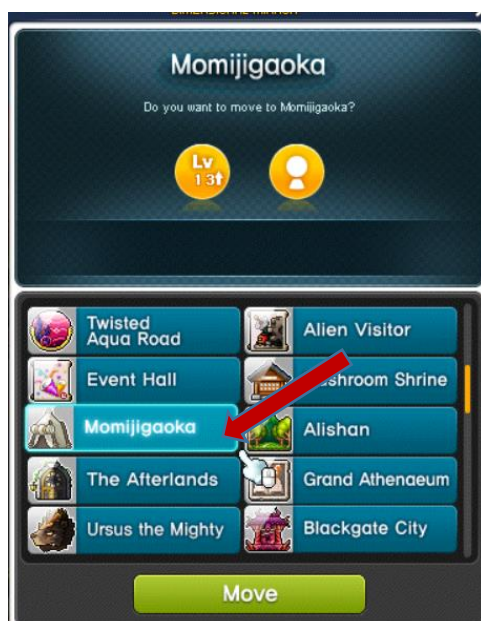 Momijigaoka
Do you want to move to Momijigaoka?
Lv
13
Twisted
Aqua Road
Alien Visitor
Event Hall
Shrine
Momijigaoka
Alishan
The Afterlands
Grand Athenaeum
Ursus the Mighty
Blackgate City
Move